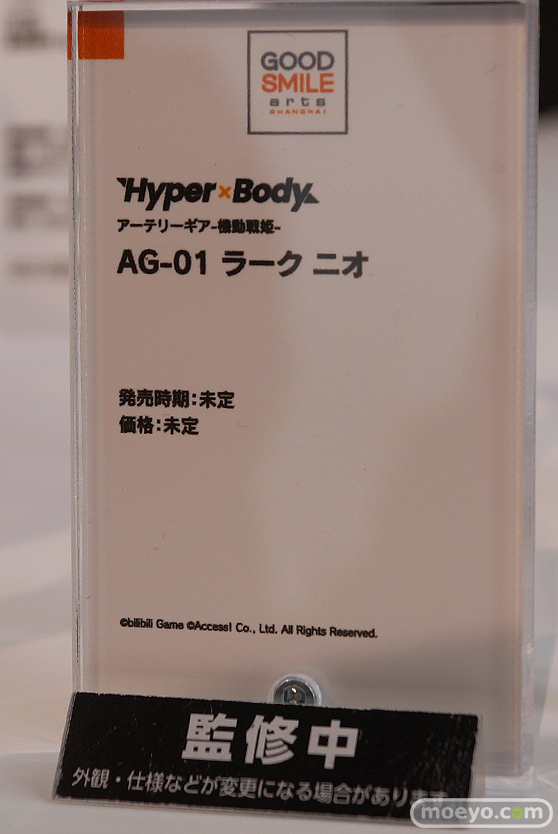 GOOD
SMILE
arts
SHANGHAI
Hyper×Body
アーテリーギア-機動戦姫-
AG-01 ラーク ニオ
発売時期：未定
価格：未定
©bilibili Game ©Access! Co., Ltd. All Rights Reserved.
監修中
外観・仕様などが変更になる場合があります
moeyo.com